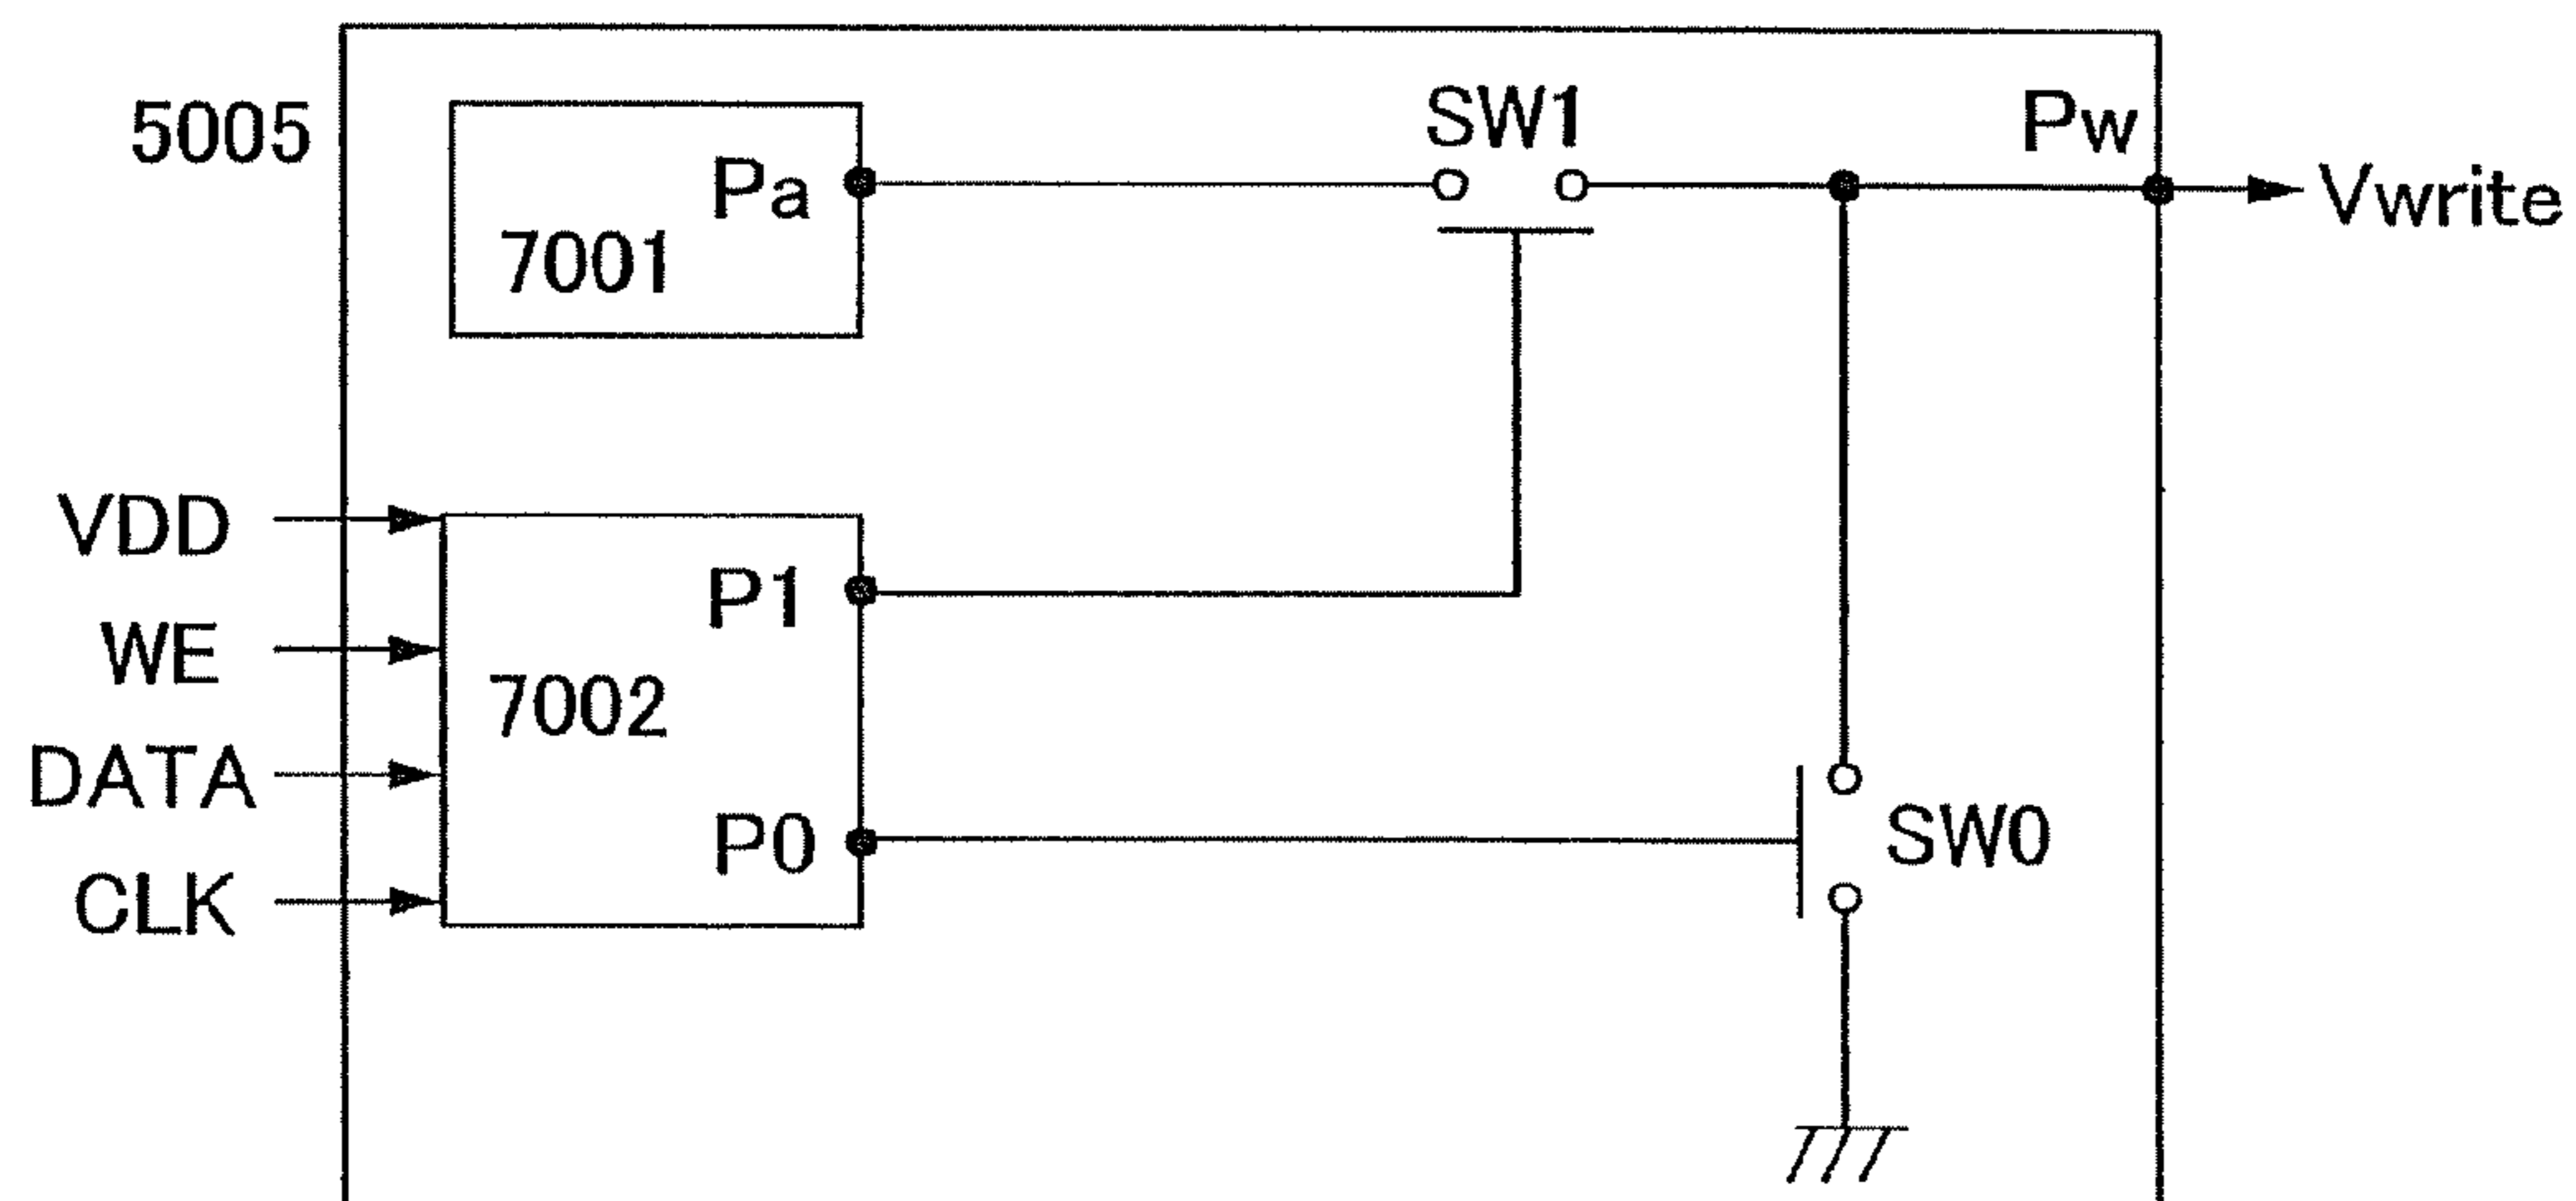 5005
SW1
Pw
Pa
Vwrite
7001
VDD
P1
WE
7002
DATA
P0
SW0
CLK